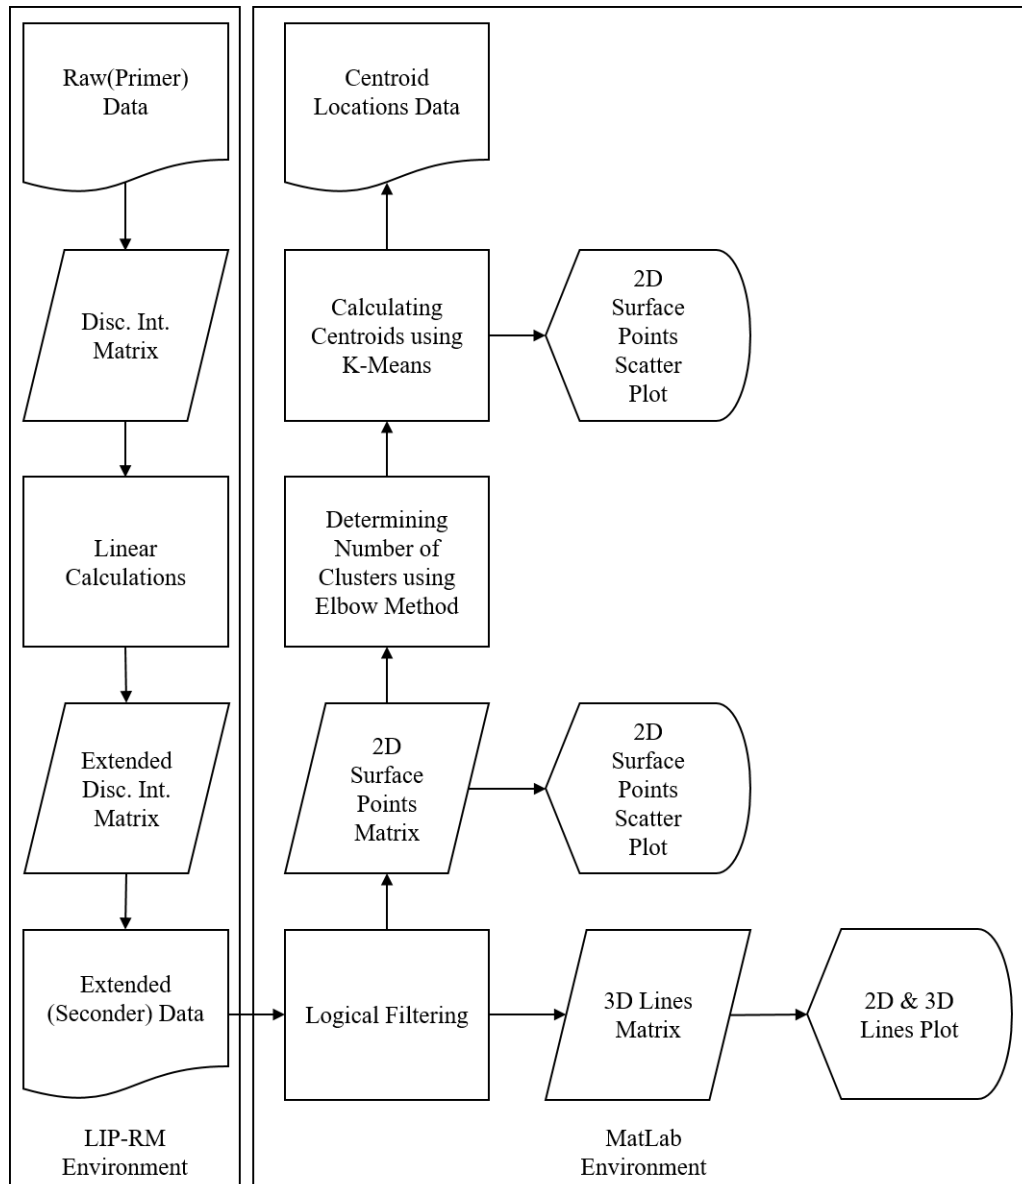 Raw(Primer)
Data
Disc. Int.
Matrix
Linear
Calculations
Extended
Disc. Int.
Matrix
Extended
(Seconder) Data
LIP-RM
Environment
Centroid
Locations Data
Calculating
Centroids using
K-Means
2D
Surface
Points
Scatter
Plot
Determining
Number of
Clusters using
Elbow Method
2D
Surface
Points
Matrix
2D
Surface
Points
Scatter
Plot
Logical Filtering
3D Lines
Matrix
2D & 3D
Lines Plot
MatLab
Environment